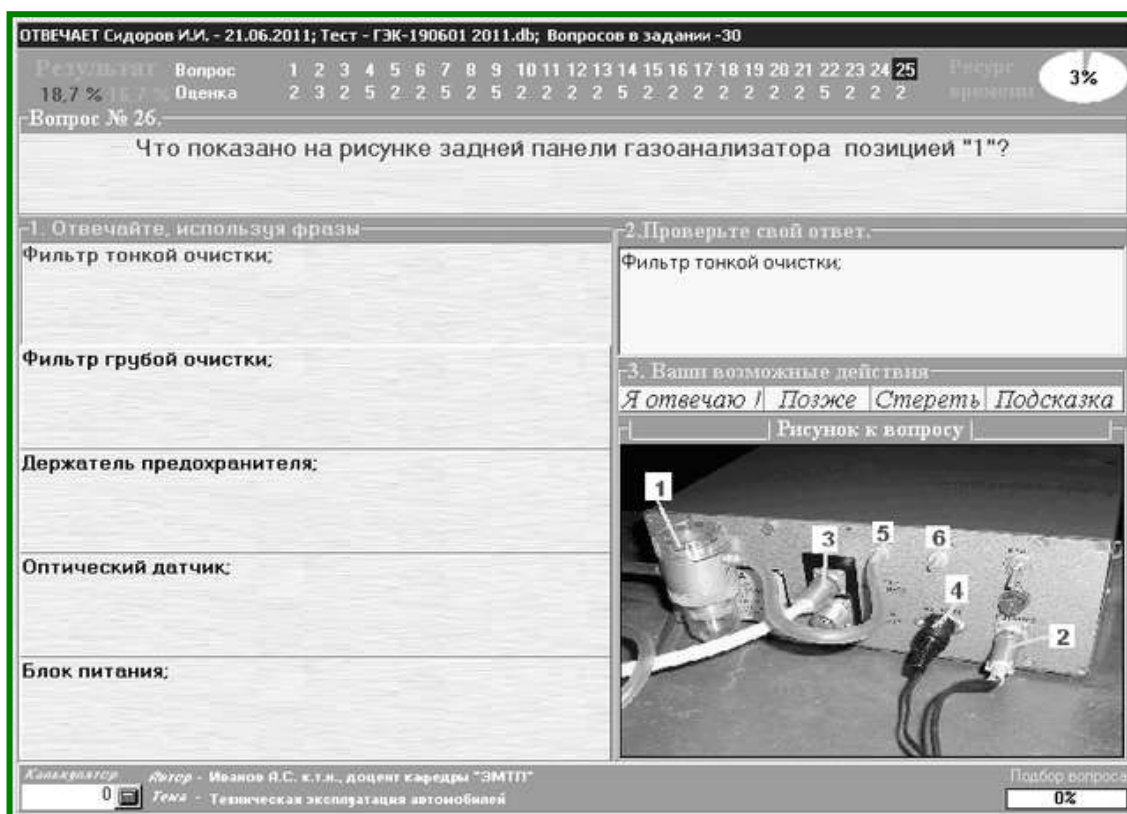 ОТВЕЧАЕТ Сидоров И.И. - 21.06.2011; Тест - ГЭК-190601 2011.db; Вопросов в задании -30
Результат Вопрос 1 2 3 4 5 6 7 8 9 10 11 12 13 14 15 16 17 18 19 20 21 22 23 24 25 Ресурс времени 3%
18,7 % 16,7 % Оценка 2 3 2 5 2 2 5 2 5 2 2 2 2 5 2 2 2 2 2 2 2 5 2 2 2
Вопрос № 26.
Что показано на рисунке задней панели газоанализатора позицией "1"?
1. Отвечайте, используя фразы
Фильтр тонкой очистки;
Фильтр грубой очистки;
Держатель предохранителя;
Оптический датчик;
Блок питания;
2.Проверьте свой ответ.
Фильтр тонкой очистки;
3. Ваши возможные действия
Я отвечаю ! Позже Стереть Подсказка
Рисунок к вопросу
1
3
5
6
4
2
Калькулятор
0
Автор - Иванов А.С. к.т.н., доцент кафедры "ЭМТП"
Тема - Техническая эксплуатация автомобилей
Подбор вопроса
0%